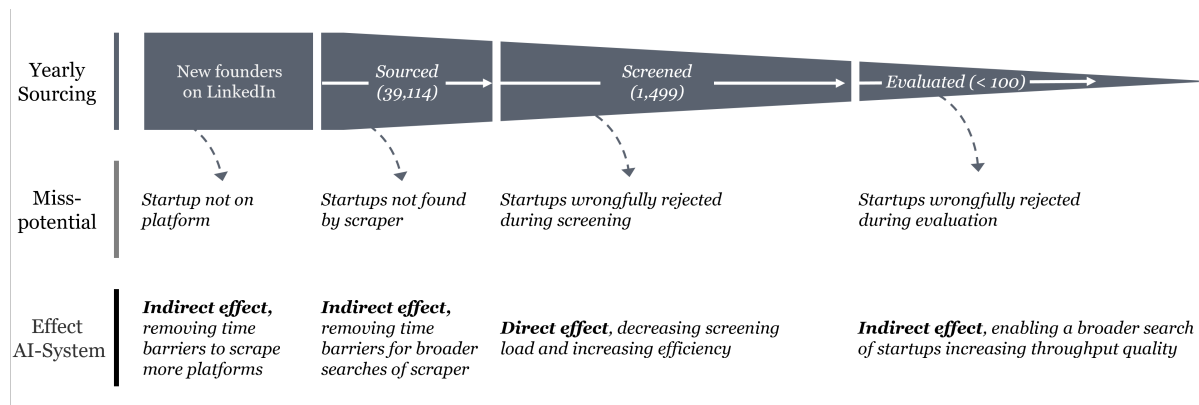 Yearly
Sourcing
New founders
on LinkedIn
Sourced
(39,114)
Screened
(1,499)
Evaluated (< 100)
Miss-
potential
Startup not on
platform
Startups not found
by scraper
Startups wrongfully rejected
during screening
Startups wrongfully rejected
during evaluation
Effect
AI-System
Indirect effect,
removing time
barriers to scrape
more platforms
Indirect effect,
removing time
barriers for broader
searches of scraper
Direct effect, decreasing screening
load and increasing efficiency
Indirect effect, enabling a broader search
of startups increasing throughput quality